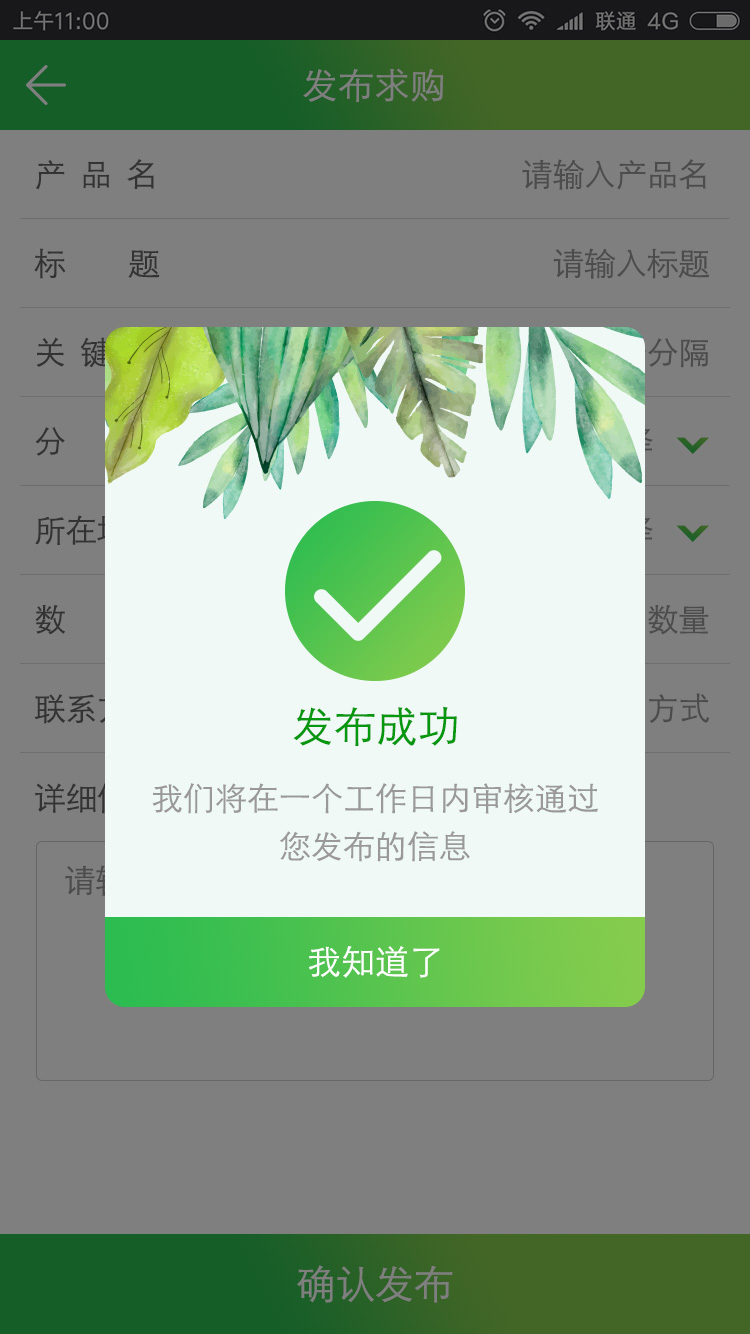 上午11:00 联通 4G
发布求购
产品名 请输入产品名
标题 请输入标题
关键 分隔
分
所在
数 数量
联系 方式
详细
请
发布成功
我们将在一个工作日内审核通过
您发布的信息
我知道了
确认发布